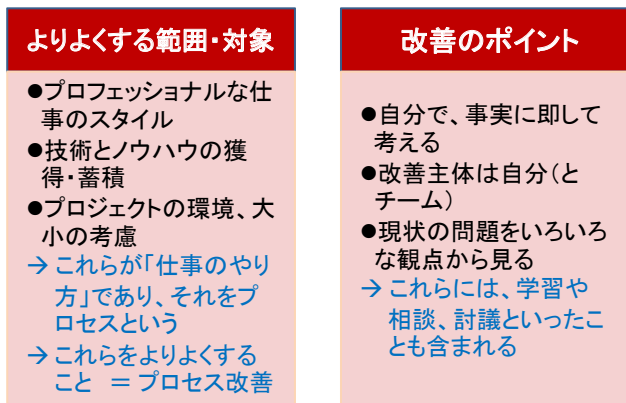 よりよくする範囲・対象
●プロフェッショナルな仕
事のスタイル
●技術とノウハウの獲
得・蓄積
●プロジェクトの環境、大
小の考慮
→ これらが「仕事のやり
方」であり、それをプ
ロセスという
→ これらをよりよくする
こと ＝プロセス改善
改善のポイント
●自分で、事実に即して
考える
●改善主体は自分（と
チーム）
●現状の問題をいろいろ
な観点から見る
→ これらには、学習や
相談、討議といったこ
とも含まれる